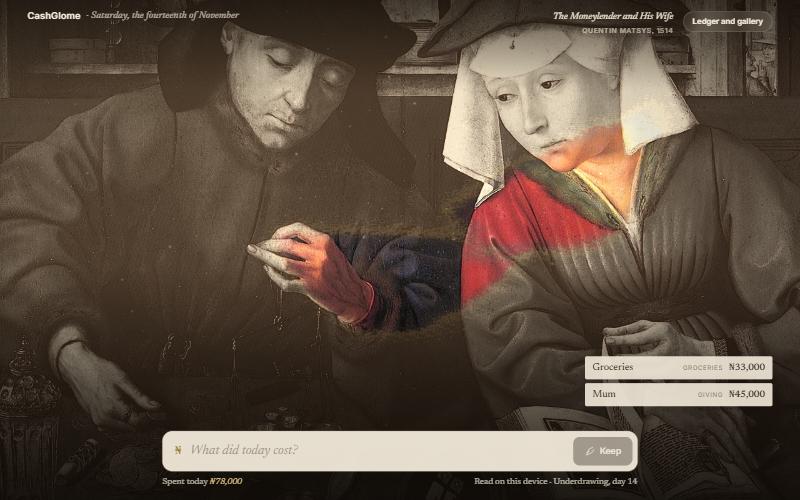 CashGlome - Saturday, the fourteenth of November
The Moneylender and His Wife
QUENTIN MATSYS, 1514
Ledger and gallery
Groceries GROCERIES ₦33,000
Mum GIVING ₦45,000
₦ What did today cost? Keep
Spent today ₦78,000
Read on this device · Underdrawing, day 14